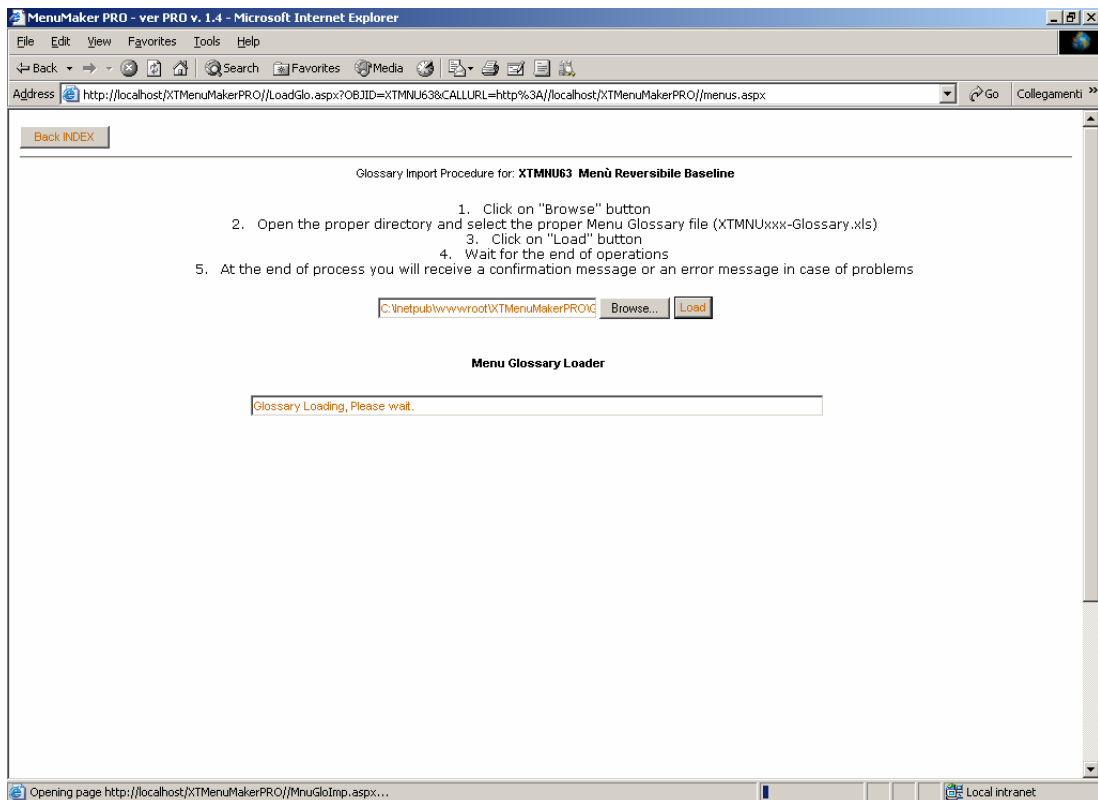 MenuMaker PRO - ver PRO v. 1.4 - Microsoft Internet Explorer
File Edit View Favorites Tools Help
Back Search Favorites Media
Address http://localhost/XTMenuMakerPRO//LoadGlo.aspx?OBJID=XTMNU63&CALLURL=http%3A//localhost/XTMenuMakerPRO//menus.aspx Go Collegamenti »
Back INDEX
Glossary Import Procedure for: XTMNU63 Menù Reversibile Baseline
1. Click on "Browse" button
2. Open the proper directory and select the proper Menu Glossary file (XTMNUxxx-Glossary.xls)
3. Click on "Load" button
4. Wait for the end of operations
5. At the end of process you will receive a confirmation message or an error message in case of problems
C:\Inetpub\wwwroot\XTMenuMakerPRO\G Browse... Load
Menu Glossary Loader
Glossary Loading, Please wait.
Opening page http://localhost/XTMenuMakerPRO//MnuGloImp.aspx... Local intranet